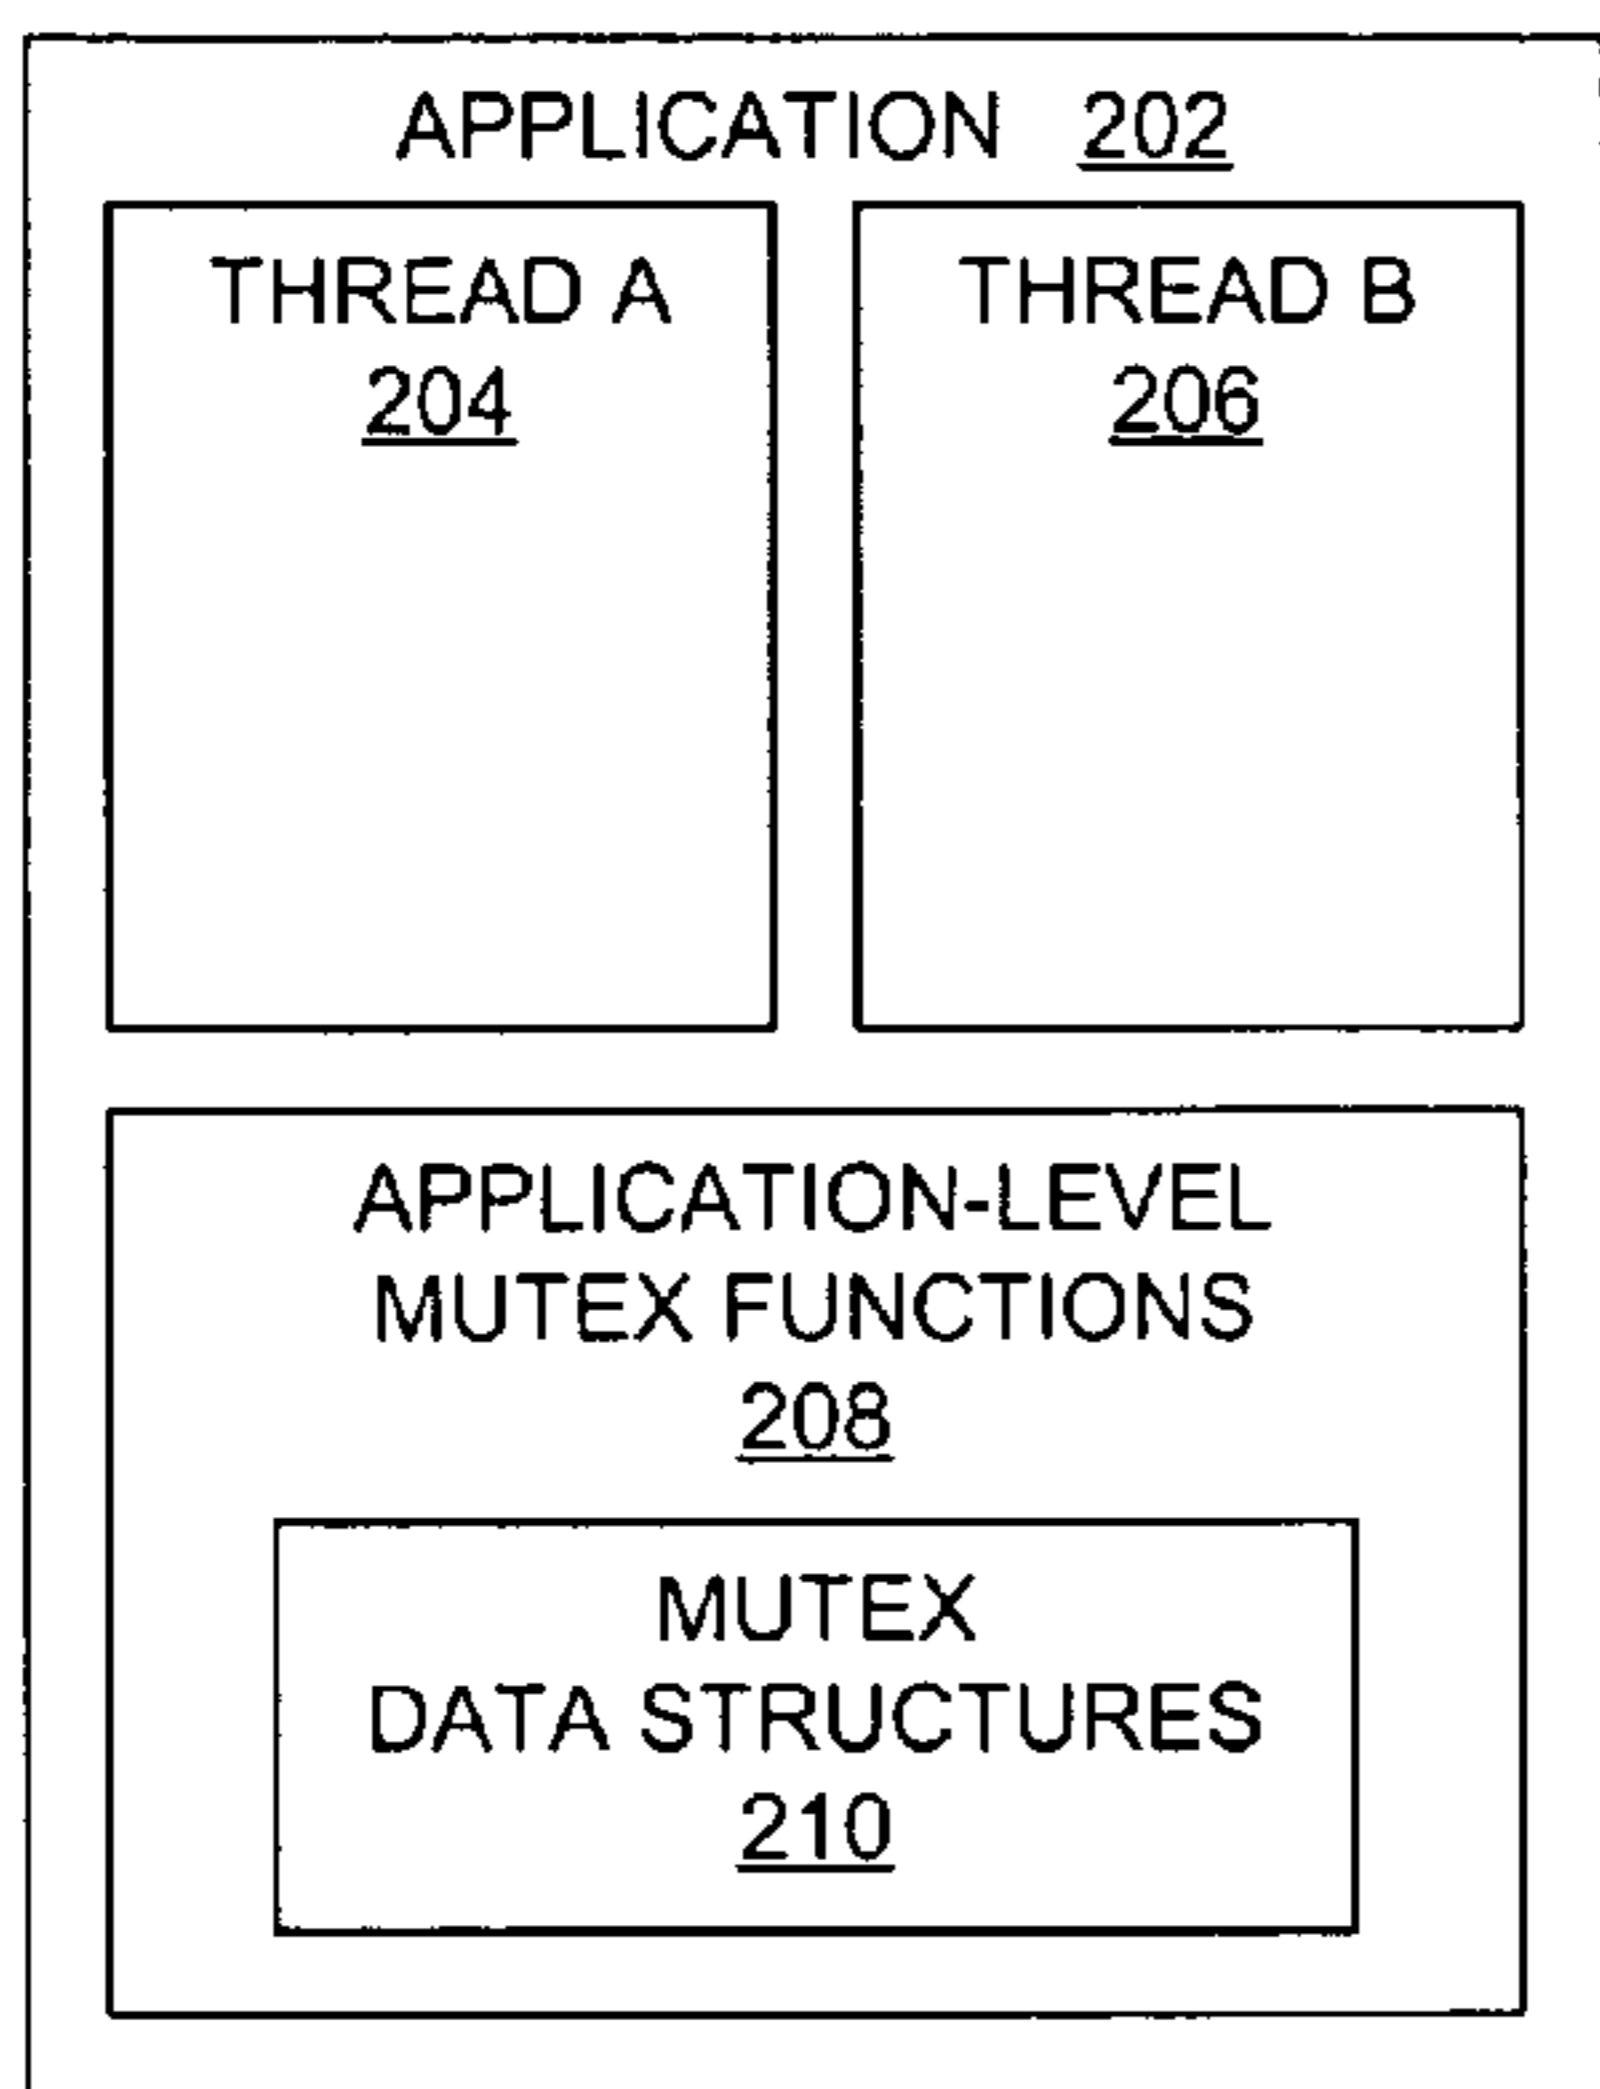 APPLICATION 202
THREAD A
204
THREAD B
206
APPLICATION-LEVEL
MUTEX FUNCTIONS
208
MUTEX
DATA STRUCTURES
210